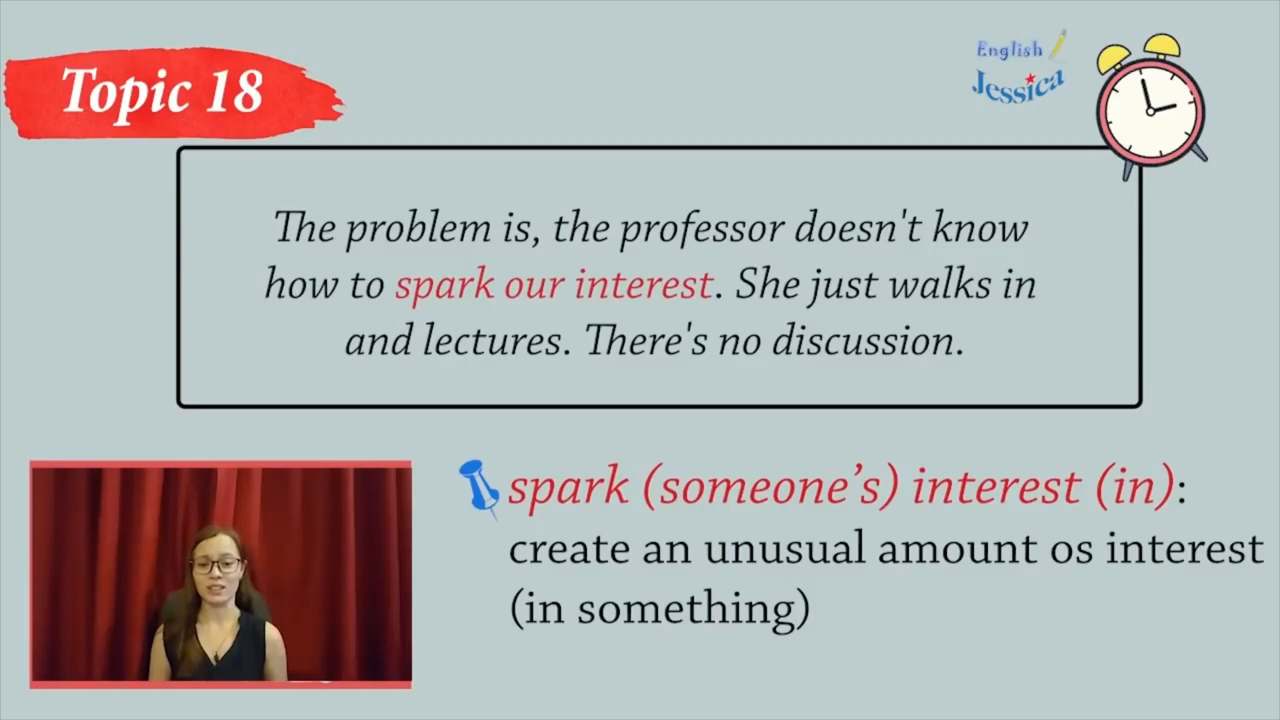 Topic 18
English
Jessica
The problem is, the professor doesn't know
how to spark our interest. She just walks in
and lectures. There's no discussion.
spark (someone’s) interest (in):
create an unusual amount os interest
(in something)